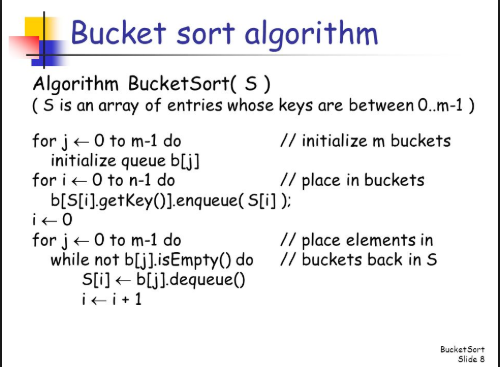 Bucket sort algorithm
Algorithm BucketSort( S )
( S is an array of entries whose keys are between 0..m-1 )
for j ← 0 to m-1 do // initialize m buckets
initialize queue b[j]
for i ← 0 to n-1 do // place in buckets
b[S[i].getKey()].enqueue( S[i] );
i ← 0
for j ← 0 to m-1 do // place elements in
while not b[j].isEmpty() do // buckets back in S
S[i] ← b[j].dequeue()
i ← i + 1
BucketSort
Slide 8